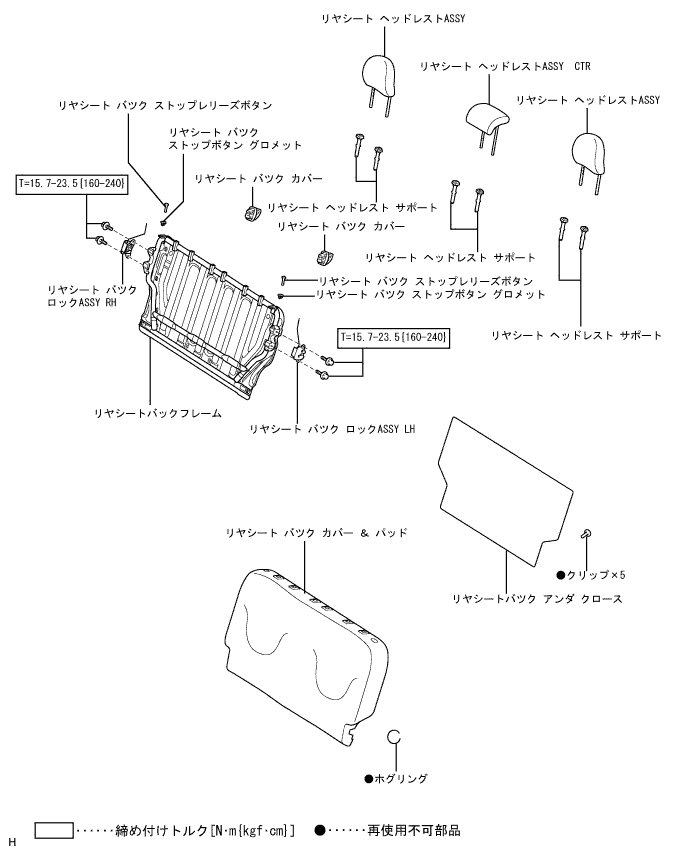 リヤシート ヘッドレストASSY
リヤシート ヘッドレストASSY CTR
リヤシート ヘッドレストASSY
リヤシート バツク ストップレリーズボタン
リヤシート バツク
ストップボタン グロメット
T=15.7-23.5{160-240}
リヤシート バツク カバー
リヤシート ヘッドレスト サポート
リヤシート バツク カバー
リヤシート ヘッドレスト サポート
リヤシート バツク ストップレリーズボタン
リヤシート バツク
ロックASSY RH
リヤシート バツク ストップボタン グロメット
T=15.7-23.5{160-240}
リヤシート ヘッドレスト サポート
リヤシートバックフレーム
リヤシート バツク ロックASSY LH
リヤシート バツク カバー & パッド
●クリップ×5
リヤシートバツク アンダ クロース
●ホグリング
······締め付けトルク[N·m{kgf·cm}] ●······再使用不可部品
H